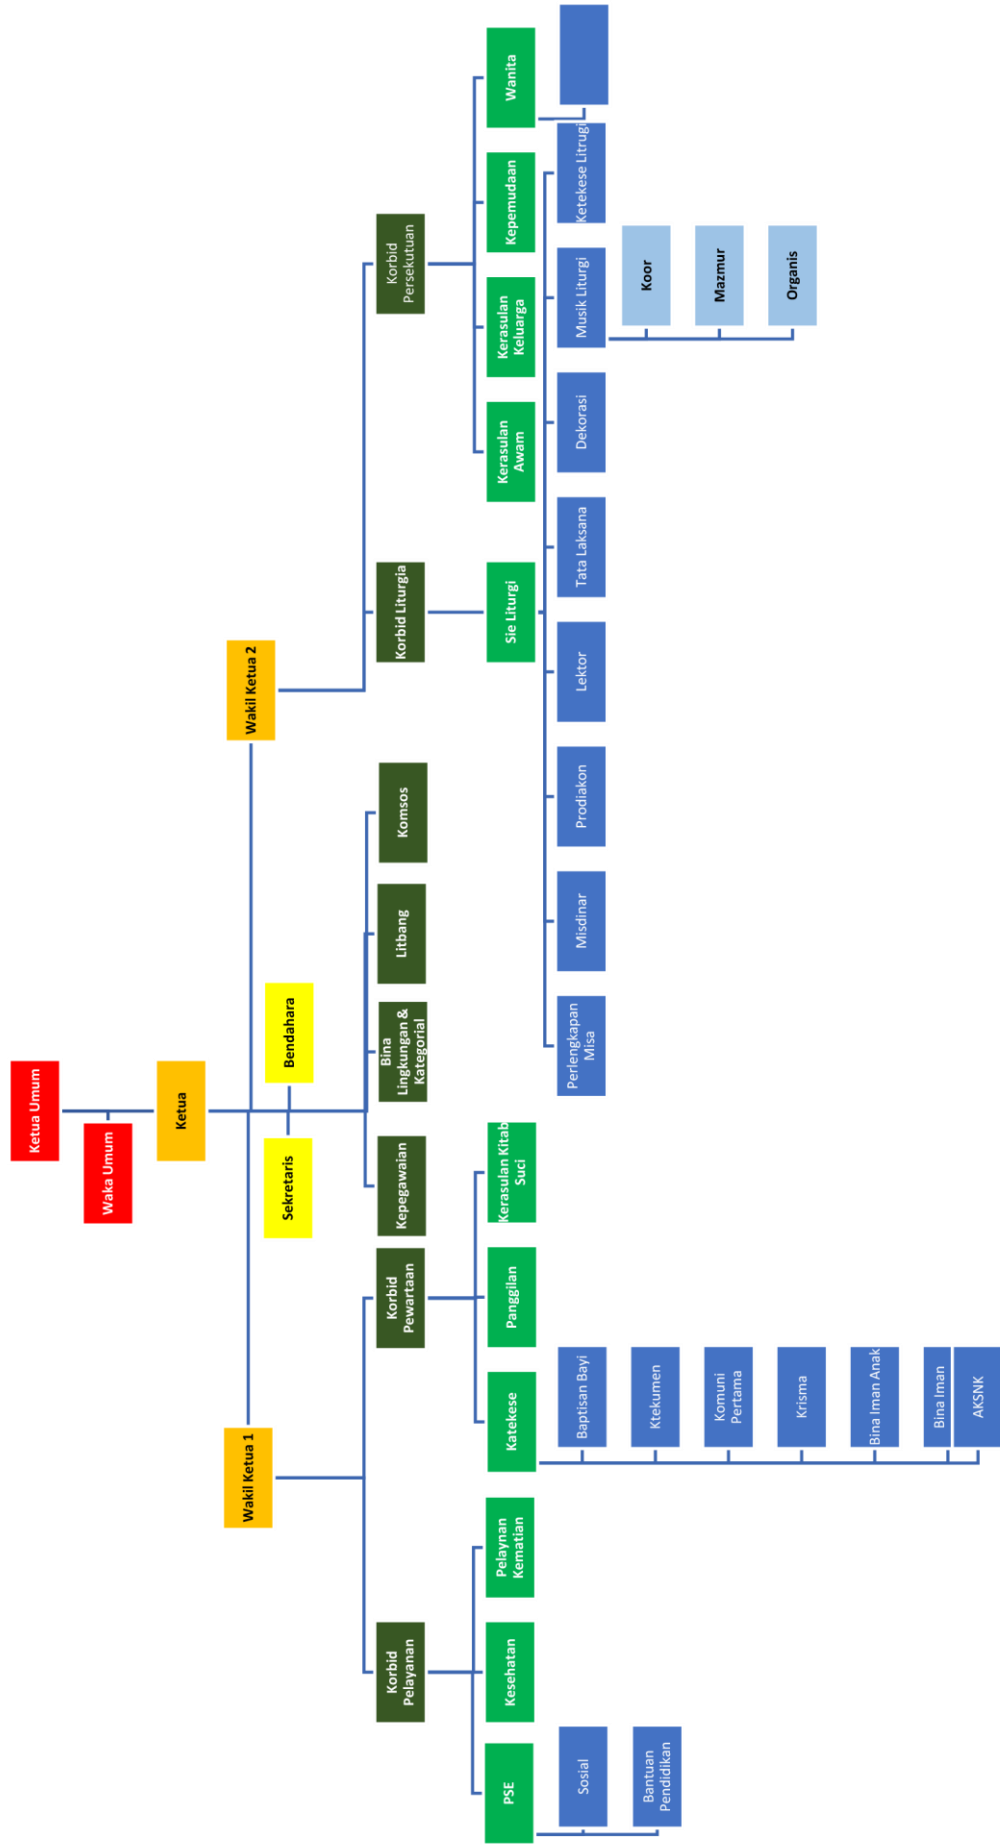 Ketua Umum
Waka Umum
Ketua
Wakil Ketua 1
Wakil Ketua 2
Sekretaris
Bendahara
Korbid
Pelayanan
Korbid
Pewartaan
Kepegawaian
Bina
Lingkungan &
Kategorial
Litbang
Komsos
Korbid Liturgia
Korbid
Persekutuan
PSE
Kesehatan
Pelaynan
Kematian
Katekese
Panggilan
Kerasulan Kitab
Suci
Sie Liturgi
Kerasulan
Awam
Kerasulan
Keluarga
Kepemudaan
Wanita
Sosial
Bantuan
Pendidikan
Baptisan Bayi
Ktekumen
Komuni
Pertama
Krisma
Bina Iman Anak
Bina Iman
AKSNK
Perlengkapan
Misa
Misdinar
Prodiakon
Lektor
Tata Laksana
Dekorasi
Musik Liturgi
Ketekese Litrugi
Koor
Mazmur
Organis